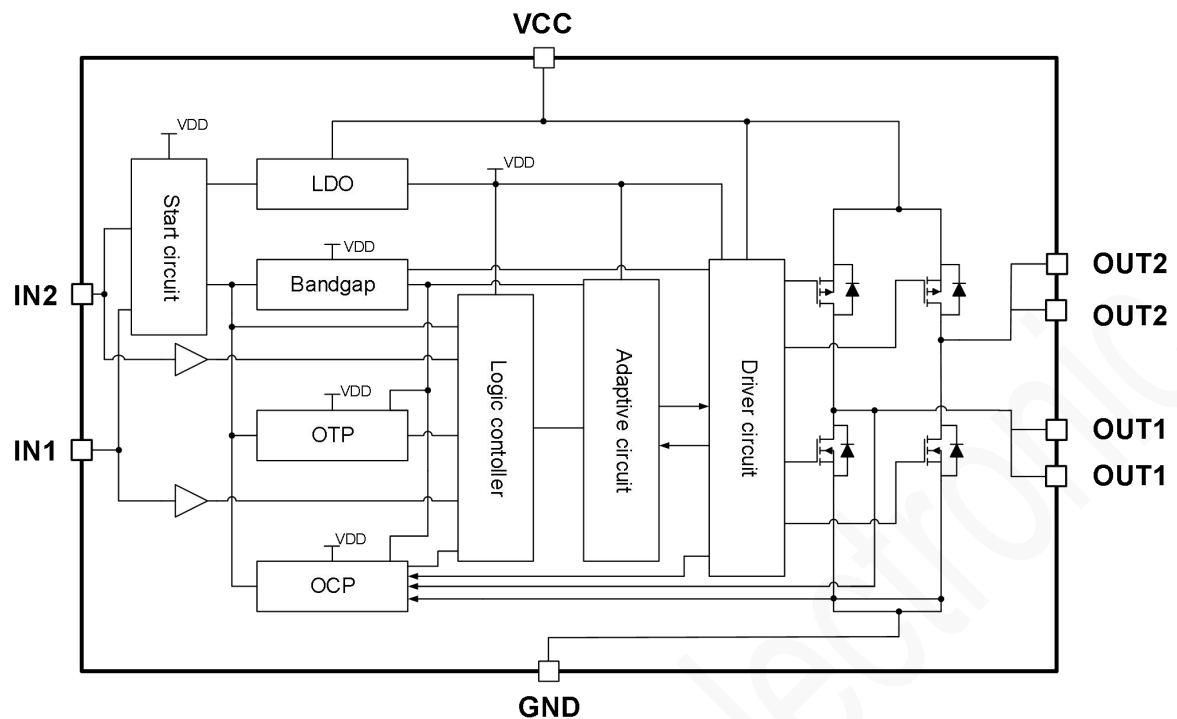 VCC
VDD
Start circuit
LDO
VDD
VDD
Bandgap
IN2
OUT2
OUT2
Logic contoller
Adaptive circuit
Driver circuit
VDD
OTP
IN1
OUT1
OUT1
VDD
OCP
GND